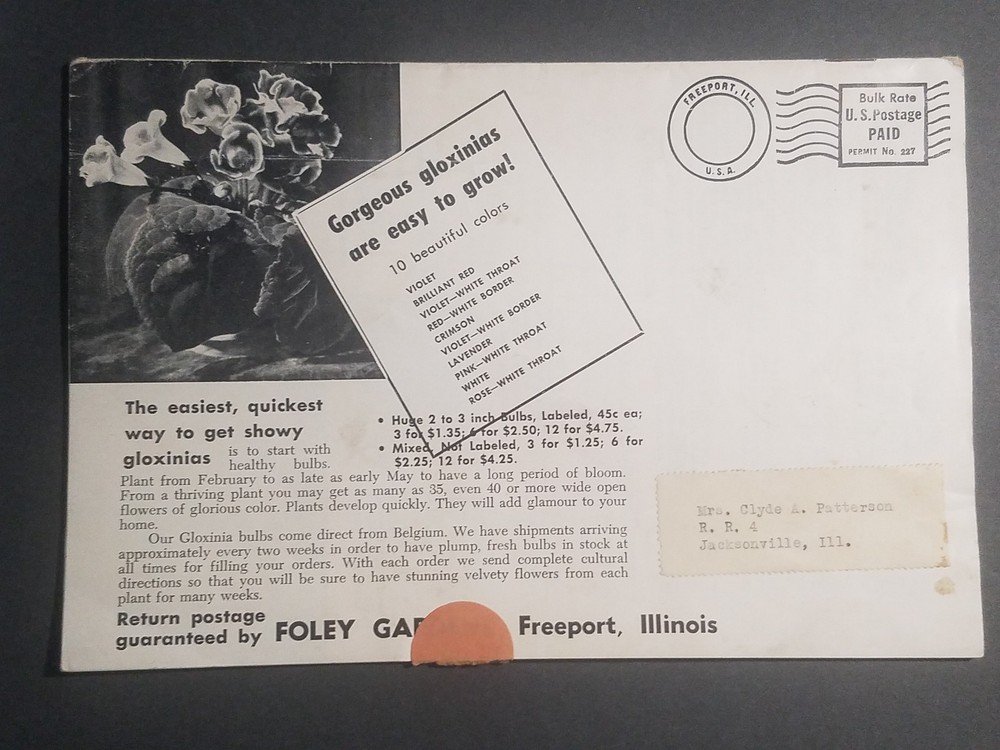 FREEPORT, ILL.
U.S.A.
Bulk Rate
U.S.Postage
PAID
PERMIT No. 227
Gorgeous gloxinias
are easy to grow!
10 beautiful colors
VIOLET
BRILLIANT RED
VIOLET—WHITE THROAT
RED—WHITE BORDER
CRIMSON
VIOLET—WHITE BORDER
LAVENDER
PINK—WHITE THROAT
WHITE
ROSE—WHITE THROAT
• Huge 2 to 3 inch Bulbs, Labeled, 45c ea;
3 for $1.35; 6 for $2.50; 12 for $4.75.
• Mixed, Not Labeled, 3 for $1.25; 6 for
$2.25; 12 for $4.25.
The easiest, quickest
way to get showy
gloxinias is to start with
healthy bulbs.
Plant from February to as late as early May to have a long period of bloom.
From a thriving plant you may get as many as 35, even 40 or more wide open
flowers of glorious color. Plants develop quickly. They will add glamour to your
home.
Our Gloxinia bulbs come direct from Belgium. We have shipments arriving
approximately every two weeks in order to have plump, fresh bulbs in stock at
all times for filling your orders. With each order we send complete cultural
directions so that you will be sure to have stunning velvety flowers from each
plant for many weeks.
Mrs. Clyde A. Patterson
R. R. 4
Jacksonville, Ill.
Return postage
guaranteed by FOLEY GA Freeport, Illinois